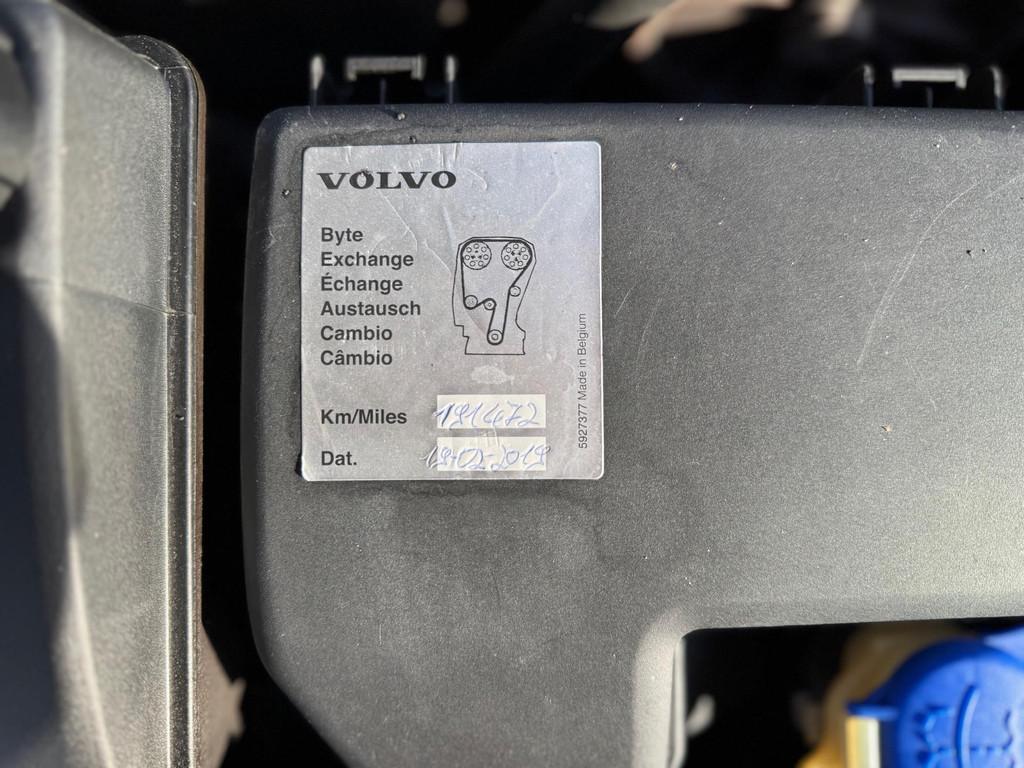 VOLVO
Byte
Exchange
Échange
Austausch
Cambio
Câmbio
Km/Miles 191472
Dat. 19-02-2019
5927377 Made in Belgium